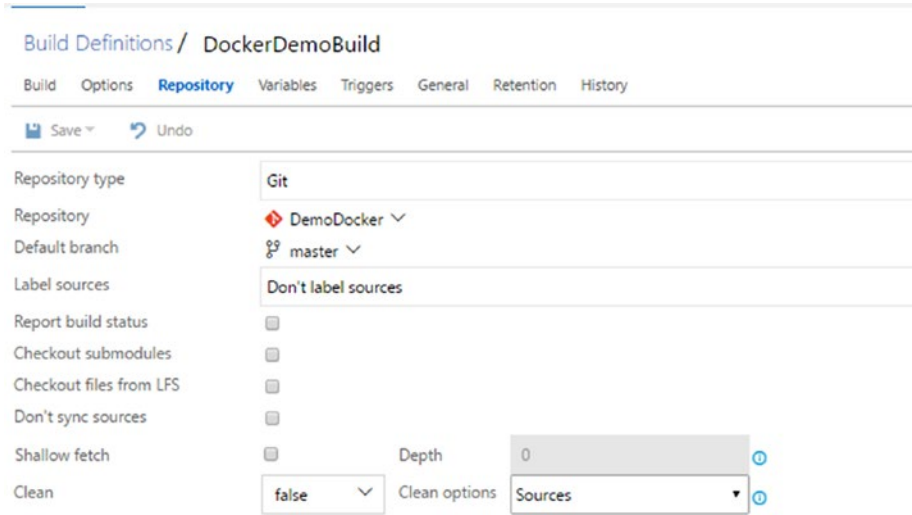 Build Definitions / DockerDemoBuild
Build Options Repository Variables Triggers General Retention History
Save Undo
Repository type Git
Repository DemoDocker
Default branch master
Label sources Don't label sources
Report build status
Checkout submodules
Checkout files from LFS
Don't sync sources
Shallow fetch Depth 0
Clean false Clean options Sources